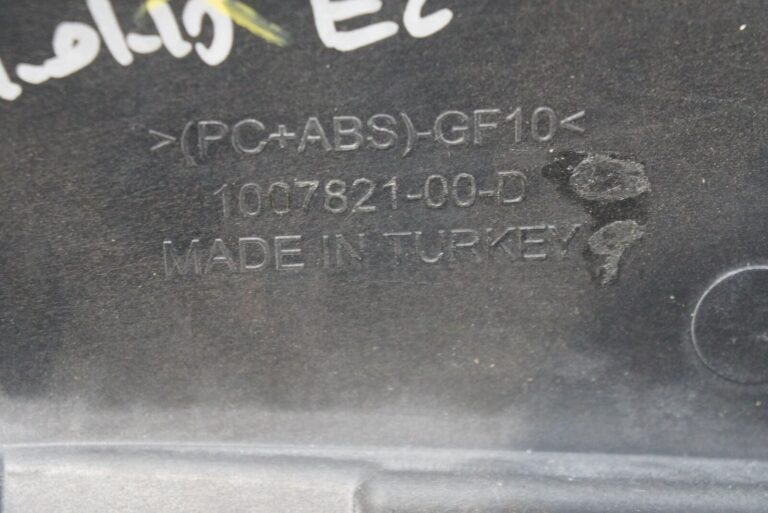 >(PC+ABS)-GF10<
1007821-00-D
MADE IN TURKEY